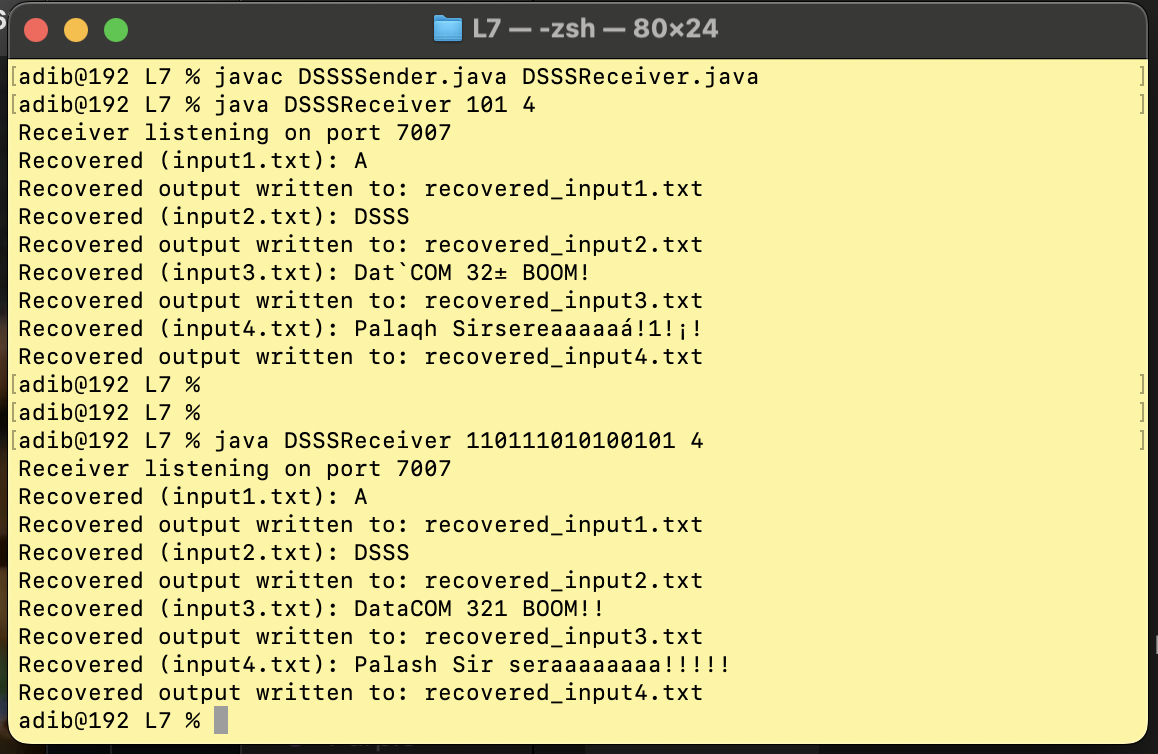 L7 — -zsh — 80×24
[adib@192 L7 % javac DSSSSender.java DSSSReceiver.java ]
[adib@192 L7 % java DSSSReceiver 101 4 ]
Receiver listening on port 7007
Recovered (input1.txt): A
Recovered output written to: recovered_input1.txt
Recovered (input2.txt): DSSS
Recovered output written to: recovered_input2.txt
Recovered (input3.txt): Dat`COM 32± BOOM!
Recovered output written to: recovered_input3.txt
Recovered (input4.txt): Palaqh Sirsereaaaaaá!1!¡!
Recovered output written to: recovered_input4.txt
[adib@192 L7 % ]
[adib@192 L7 % ]
[adib@192 L7 % java DSSSReceiver 110111010100101 4 ]
Receiver listening on port 7007
Recovered (input1.txt): A
Recovered output written to: recovered_input1.txt
Recovered (input2.txt): DSSS
Recovered output written to: recovered_input2.txt
Recovered (input3.txt): DataCOM 321 BOOM!!
Recovered output written to: recovered_input3.txt
Recovered (input4.txt): Palash Sir seraaaaaaaa!!!!!
Recovered output written to: recovered_input4.txt
adib@192 L7 %